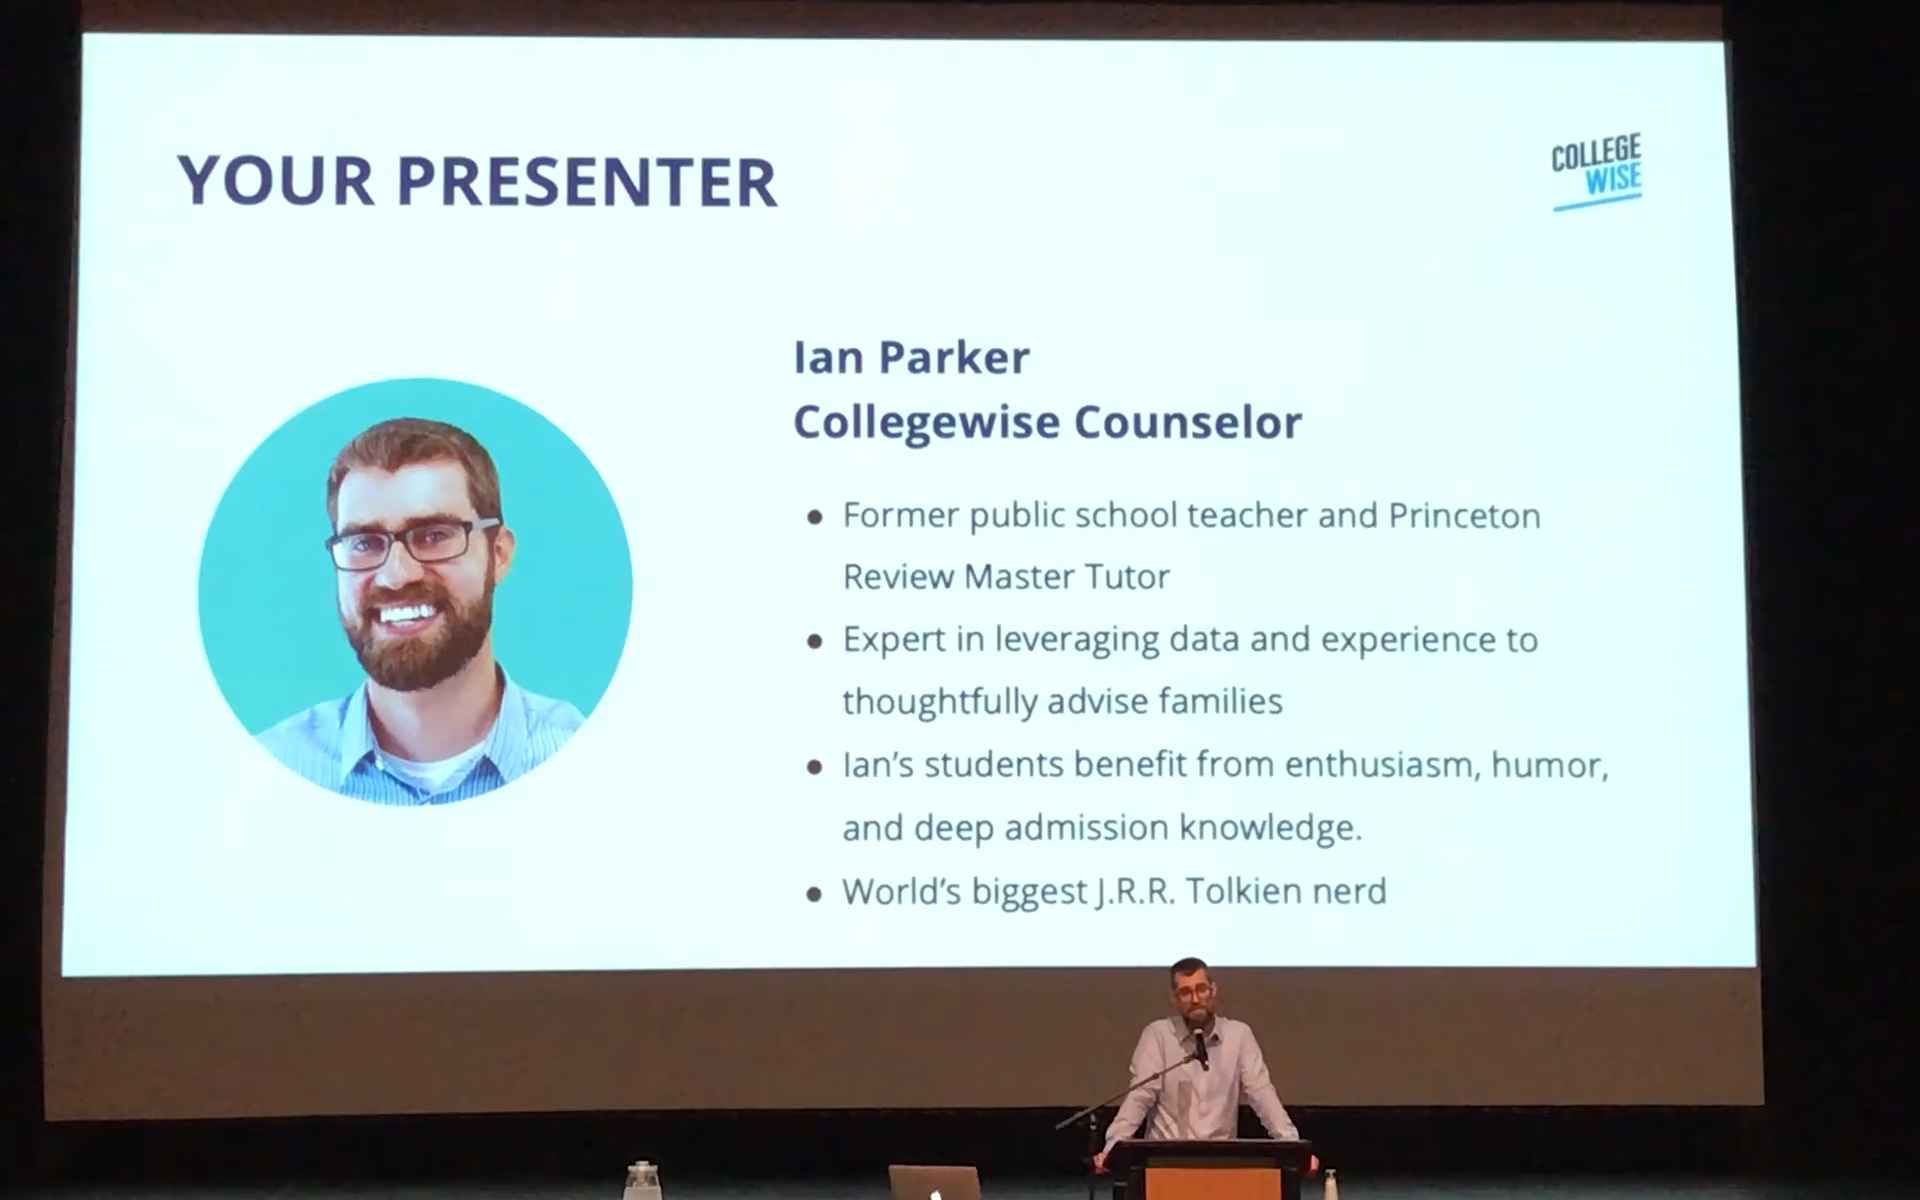 YOUR PRESENTER
COLLEGE
WISE
Ian Parker
Collegewise Counselor
• Former public school teacher and Princeton
Review Master Tutor
• Expert in leveraging data and experience to
thoughtfully advise families
• Ian’s students benefit from enthusiasm, humor,
and deep admission knowledge.
• World’s biggest J.R.R. Tolkien nerd